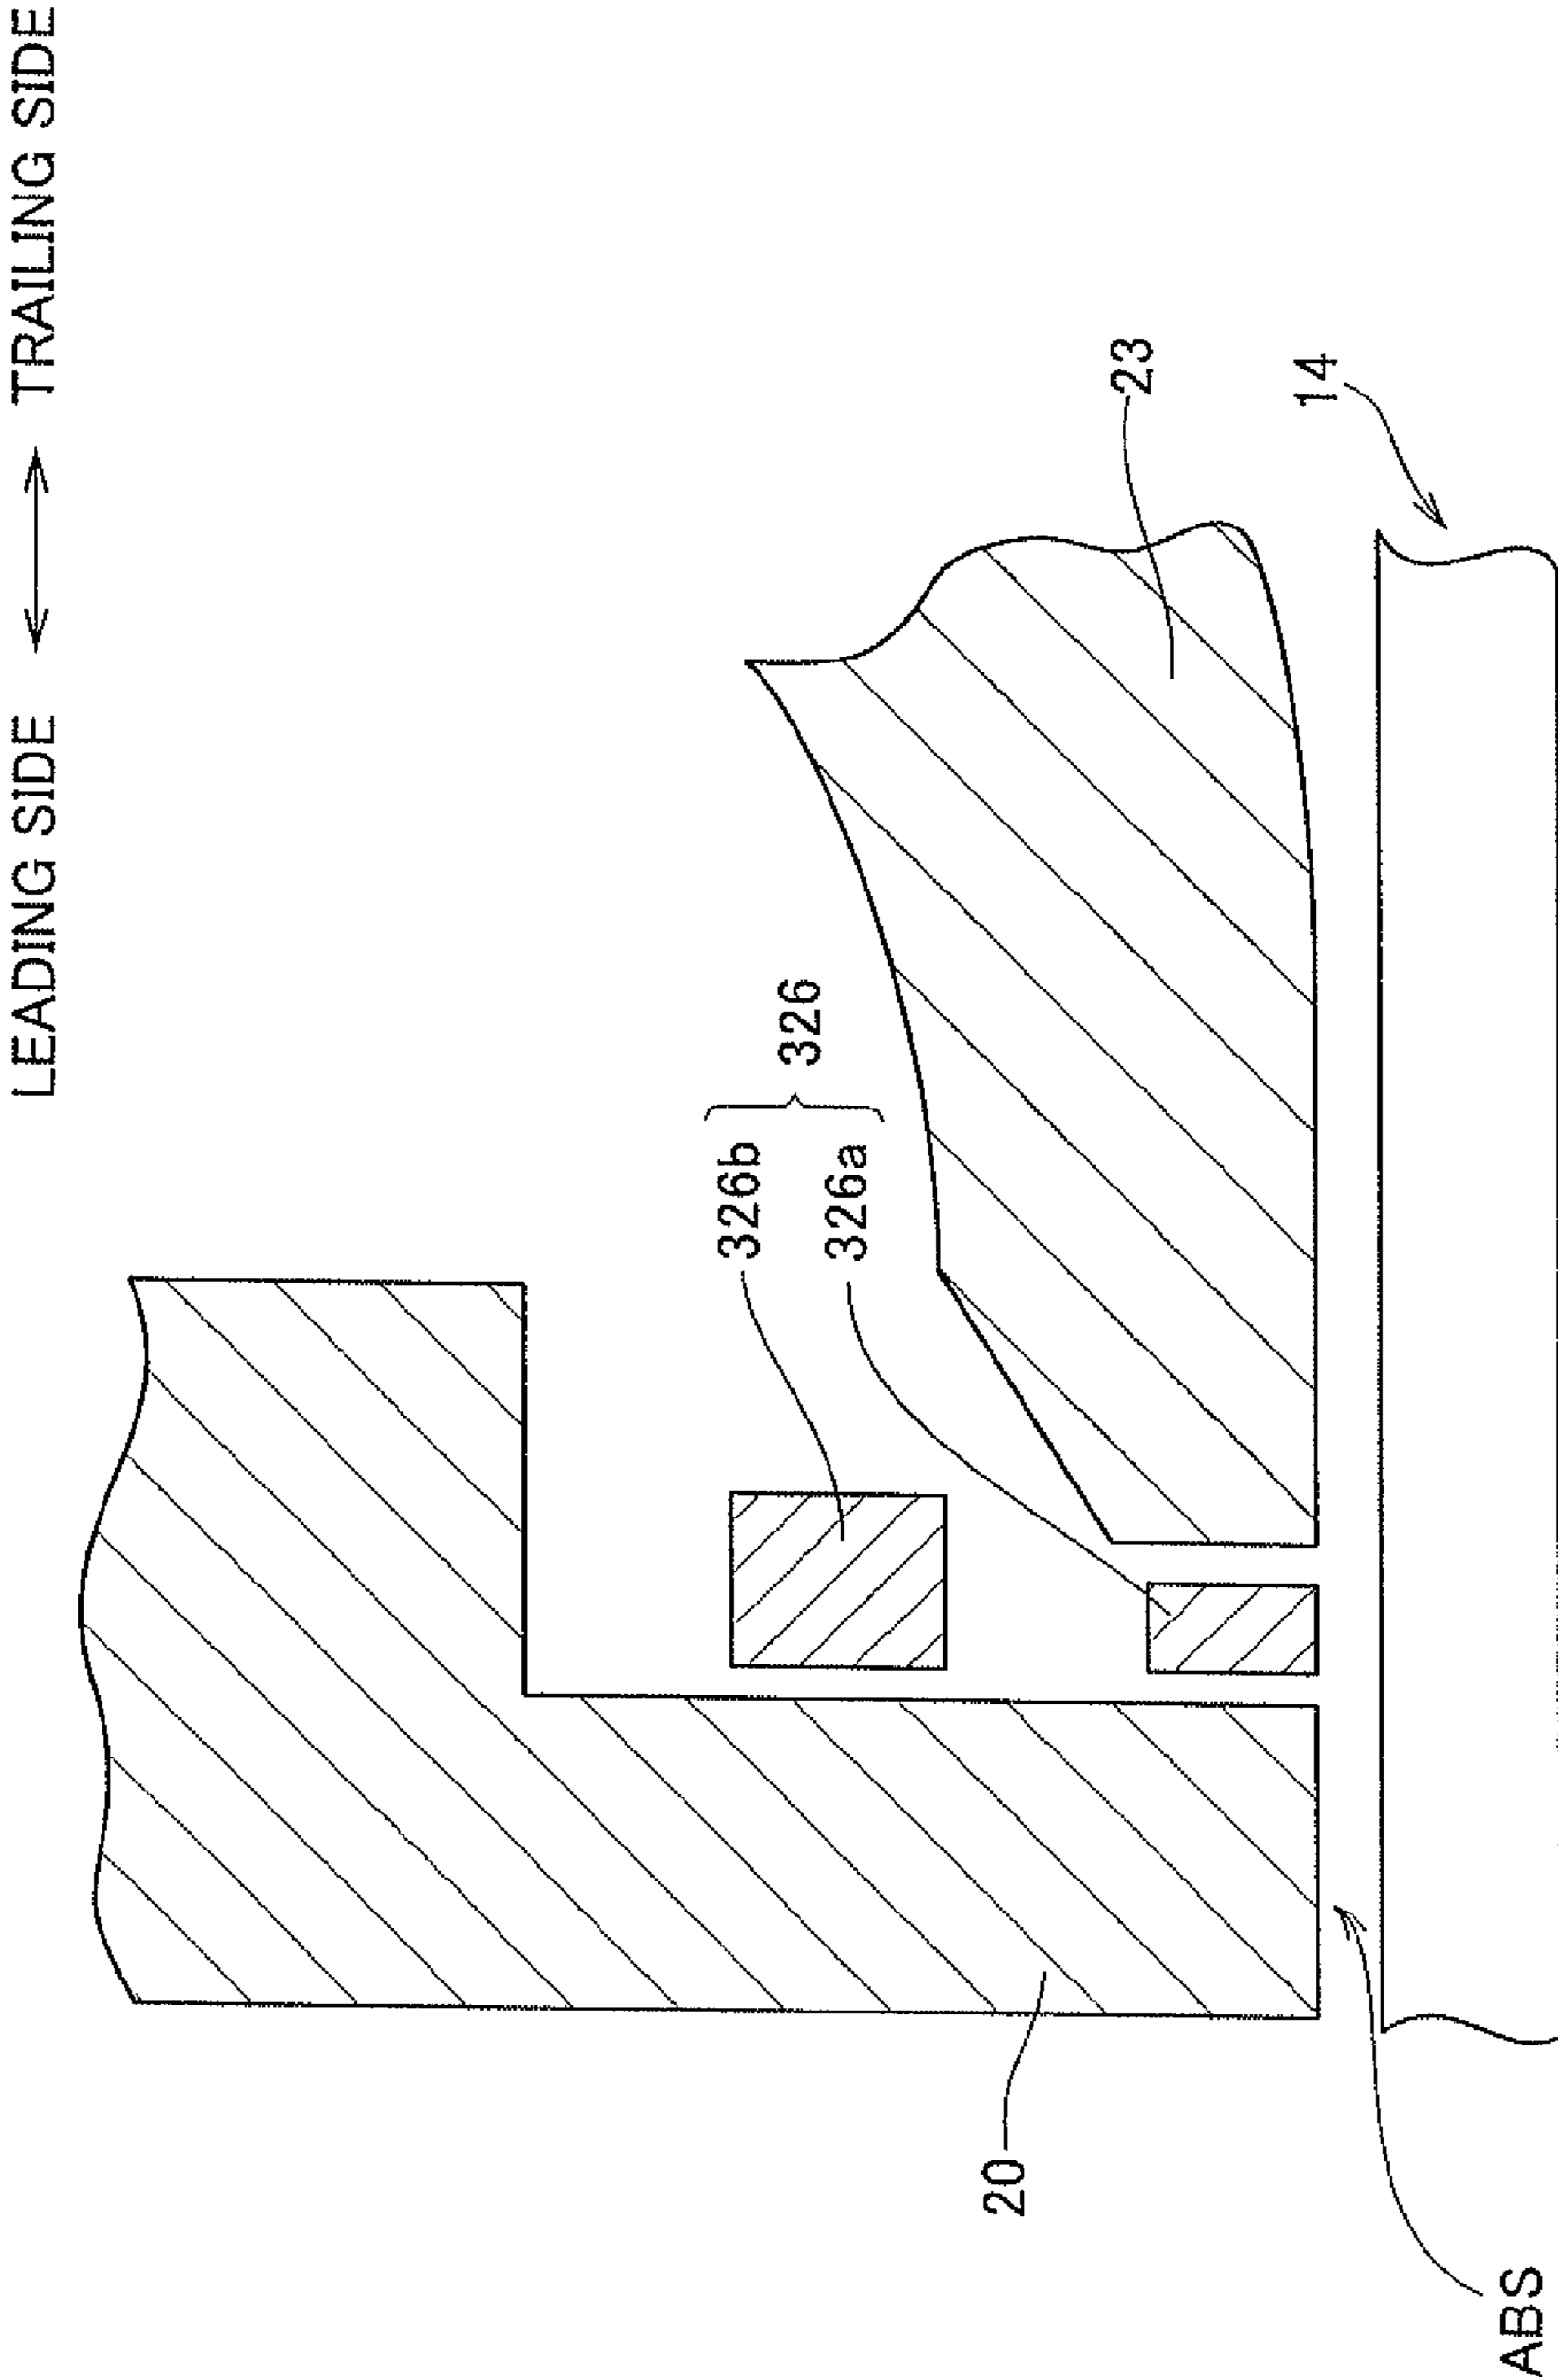 LEADING SIDE ↔ TRAILING SIDE
326b
326a
326
23
14
20
ABS